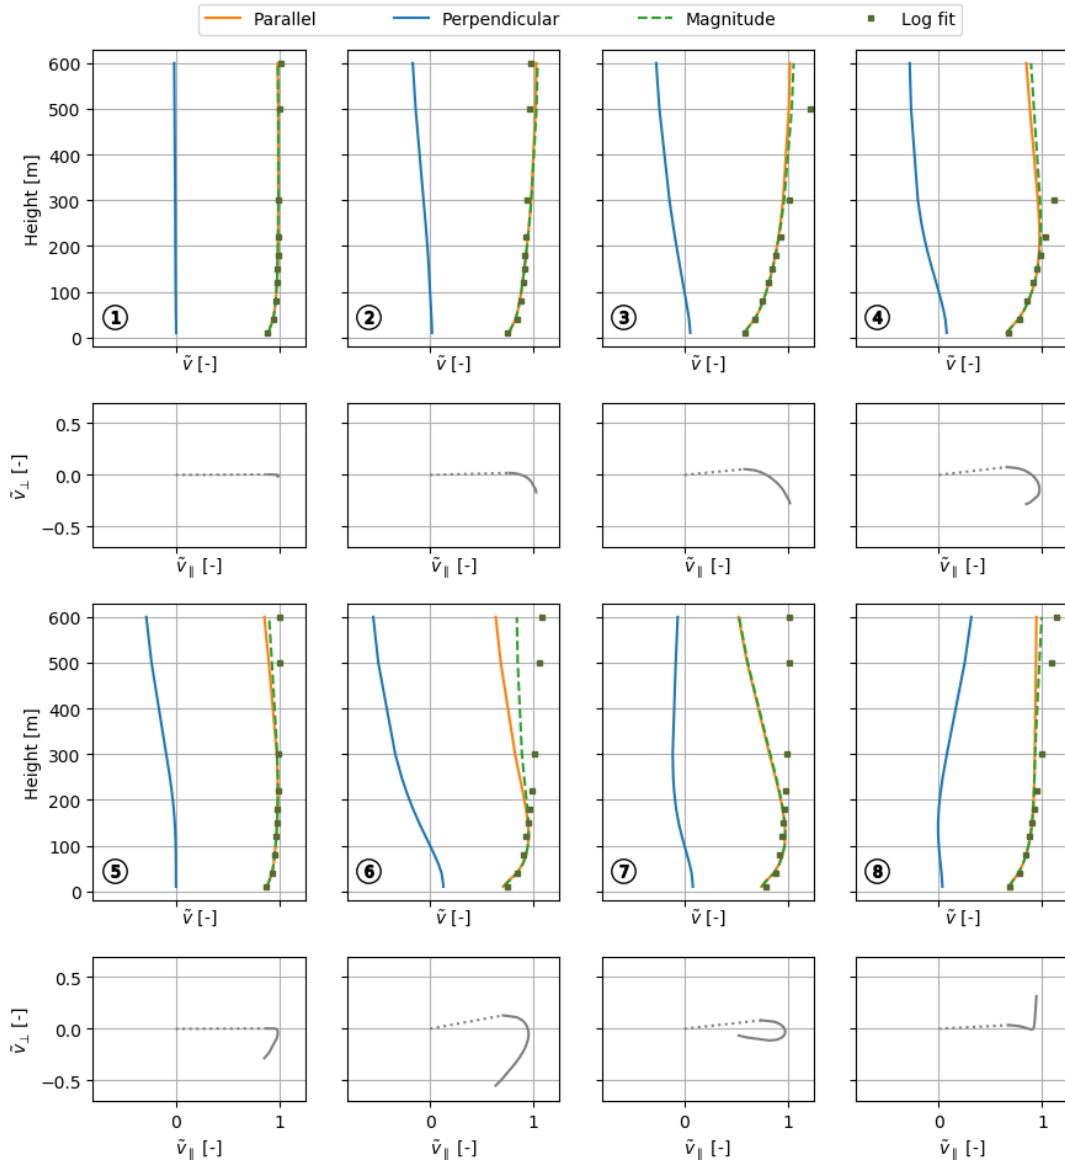 Parallel Perpendicular Magnitude Log fit
600
500
400
300
200
100
0
Height [m]
① ② ③ ④
ṽ [-] ṽ [-] ṽ [-] ṽ [-]
0.5
0.0
−0.5
ṽ⊥ [-]
ṽ∥ [-] ṽ∥ [-] ṽ∥ [-] ṽ∥ [-]
600
500
400
300
200
100
0
Height [m]
⑤ ⑥ ⑦ ⑧
ṽ [-] ṽ [-] ṽ [-] ṽ [-]
0.5
0.0
−0.5
ṽ⊥ [-]
0 1 0 1 0 1 0 1
ṽ∥ [-] ṽ∥ [-] ṽ∥ [-] ṽ∥ [-]